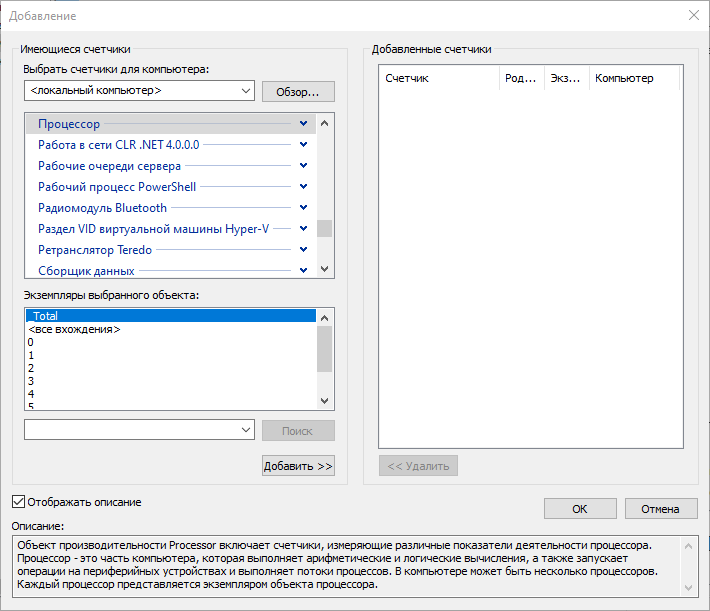 Добавление
Имеющиеся счетчики
Выбрать счетчики для компьютера:
<локальный компьютер>
Обзор...
Процессор
Работа в сети CLR .NET 4.0.0.0
Рабочие очереди сервера
Рабочий процесс PowerShell
Радиомодуль Bluetooth
Раздел VID виртуальной машины Hyper-V
Ретранслятор Teredo
Сборщик данных
Экземпляры выбранного объекта:
_Total
<все вхождения>
0
1
2
3
4
5
Поиск
Добавить >>
Добавленные счетчики
Счетчик Род... Экз... Компьютер
<< Удалить
Отображать описание
ОК
Отмена
Описание:
Объект производительности Processor включает счетчики, измеряющие различные показатели деятельности процессора.
Процессор - это часть компьютера, которая выполняет арифметические и логические вычисления, а также запускает
операции на периферийных устройствах и выполняет потоки процессов. В компьютере может быть несколько процессоров.
Каждый процессор представляется экземпляром объекта процессора.